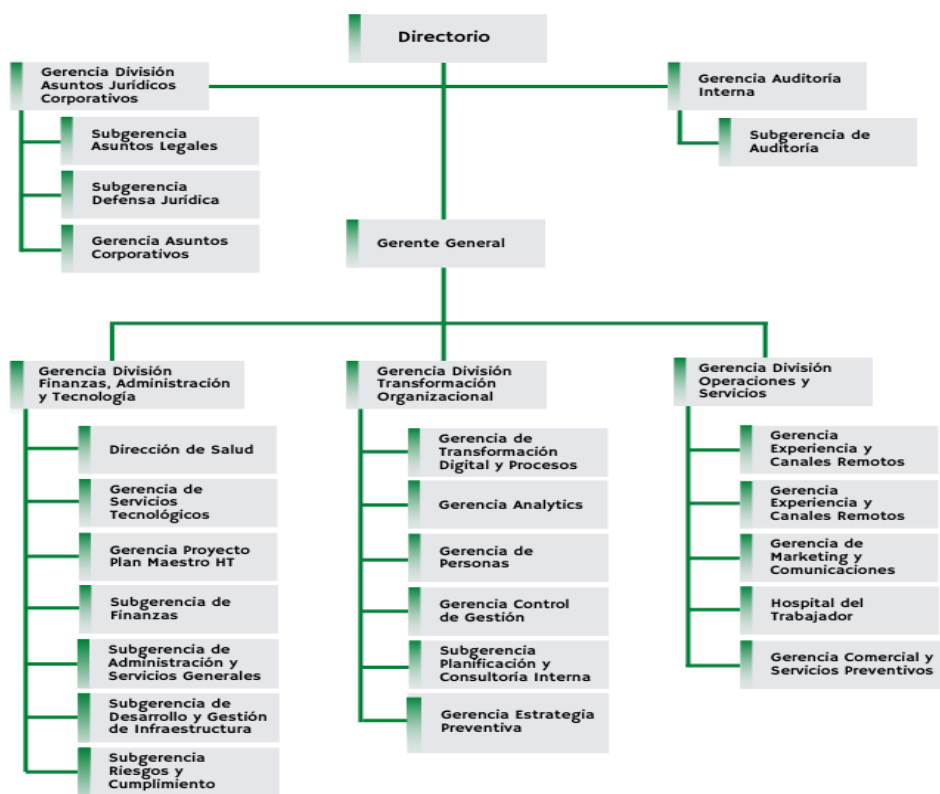 Directorio
Gerencia División
Asuntos Jurídicos
Corporativos
Subgerencia
Asuntos Legales
Subgerencia
Defensa Jurídica
Gerencia Asuntos
Corporativos
Gerencia Auditoría
Interna
Subgerencia de
Auditoría
Gerente General
Gerencia División
Finanzas, Administración
y Tecnología
Dirección de Salud
Gerencia de
Servicios
Tecnológicos
Gerencia Proyecto
Plan Maestro HT
Subgerencia de
Finanzas
Subgerencia de
Administración y
Servicios Generales
Subgerencia de
Desarrollo y Gestión
de Infraestructura
Subgerencia
Riesgos y
Cumplimiento
Gerencia División
Transformación
Organizacional
Gerencia de
Transformación
Digital y Procesos
Gerencia Analytics
Gerencia de
Personas
Gerencia Control
de Gestión
Subgerencia
Planificación y
Consultoría Interna
Gerencia Estrategia
Preventiva
Gerencia División
Operaciones y
Servicios
Gerencia
Experiencia y
Canales Remotos
Gerencia
Experiencia y
Canales Remotos
Gerencia de
Marketing y
Comunicaciones
Hospital del
Trabajador
Gerencia Comercial y
Servicios Preventivos